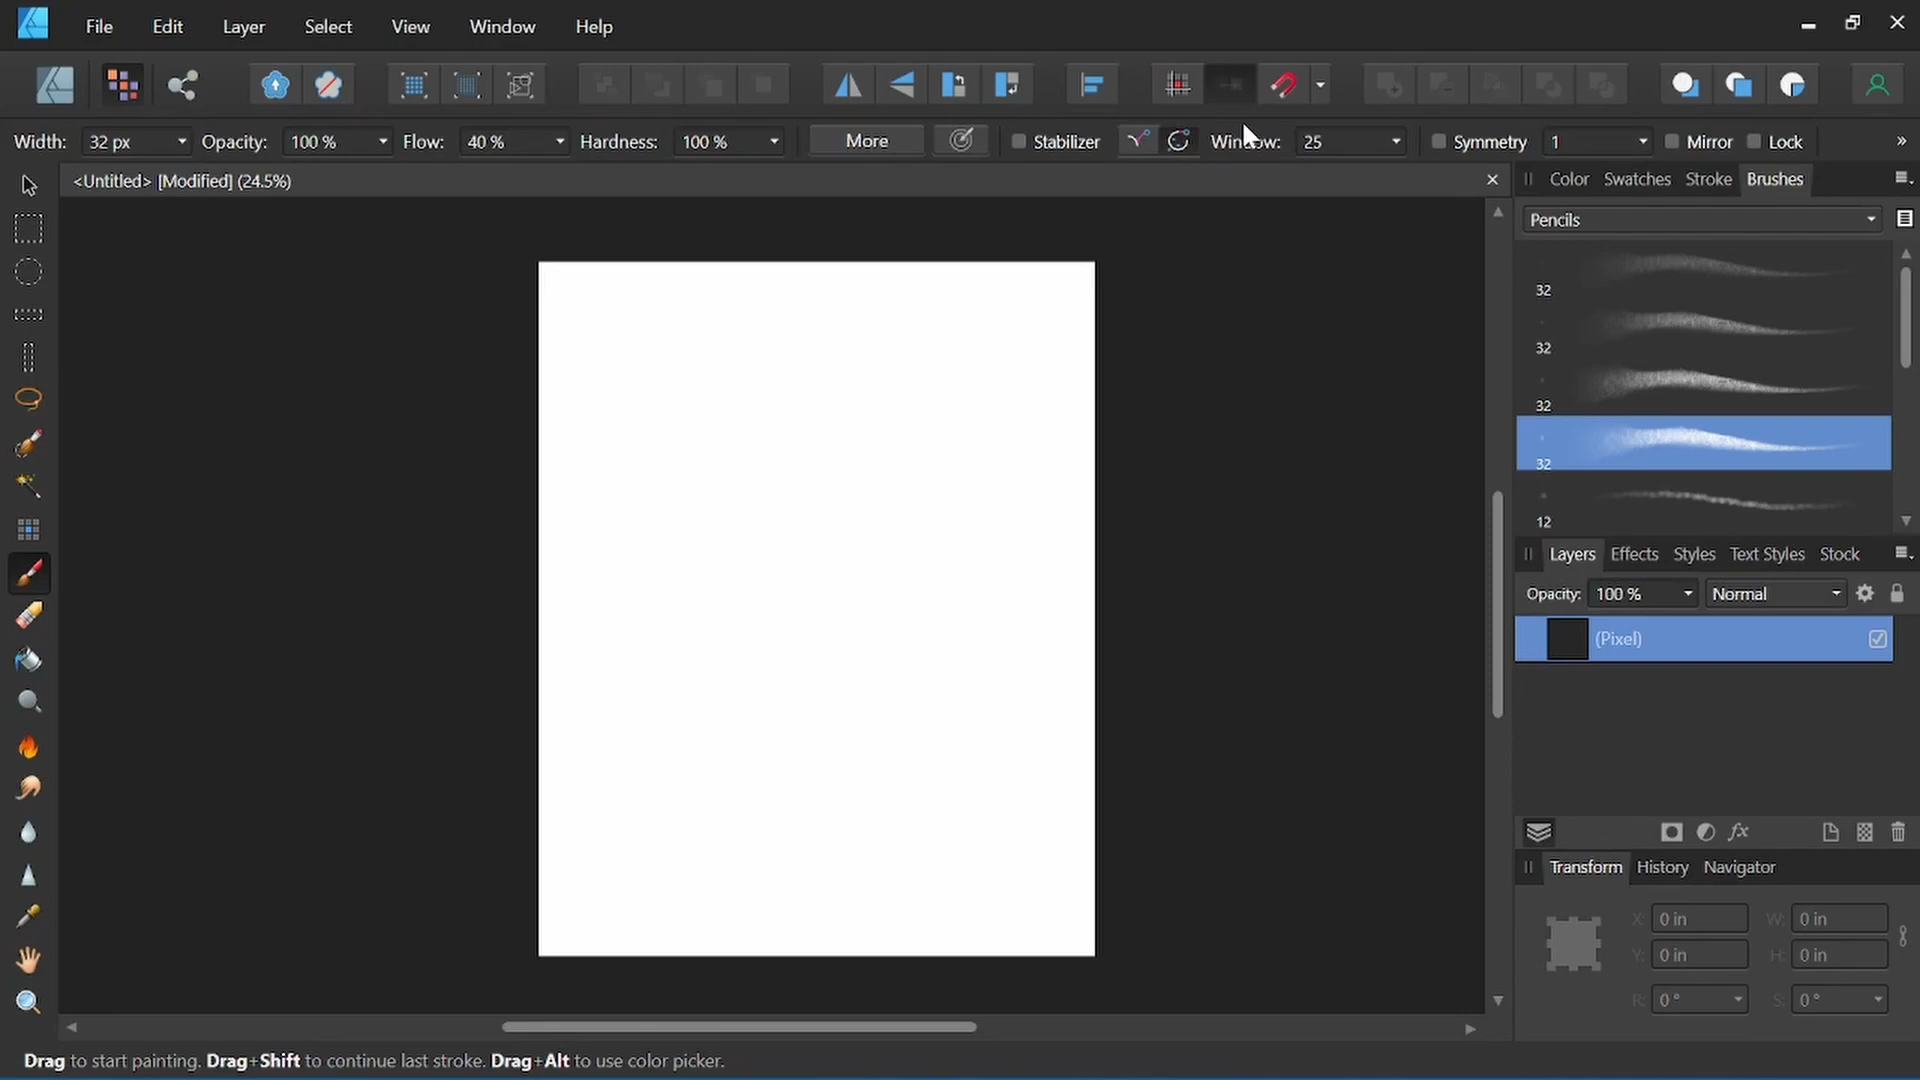 File Edit Layer Select View Window Help
Width: 32 px Opacity: 100 % Flow: 40 % Hardness: 100 % More Stabilizer Window: 25 Symmetry 1 Mirror Lock »
<Untitled> [Modified] (24.5%)
Color Swatches Stroke Brushes
Pencils
32
32
32
32
12
Layers Effects Styles Text Styles Stock
Opacity: 100 % Normal
(Pixel)
fx
Transform History Navigator
X: 0 in W: 0 in
Y: 0 in H: 0 in
R: 0 ° S: 0 °
Drag to start painting. Drag+Shift to continue last stroke. Drag+Alt to use color picker.